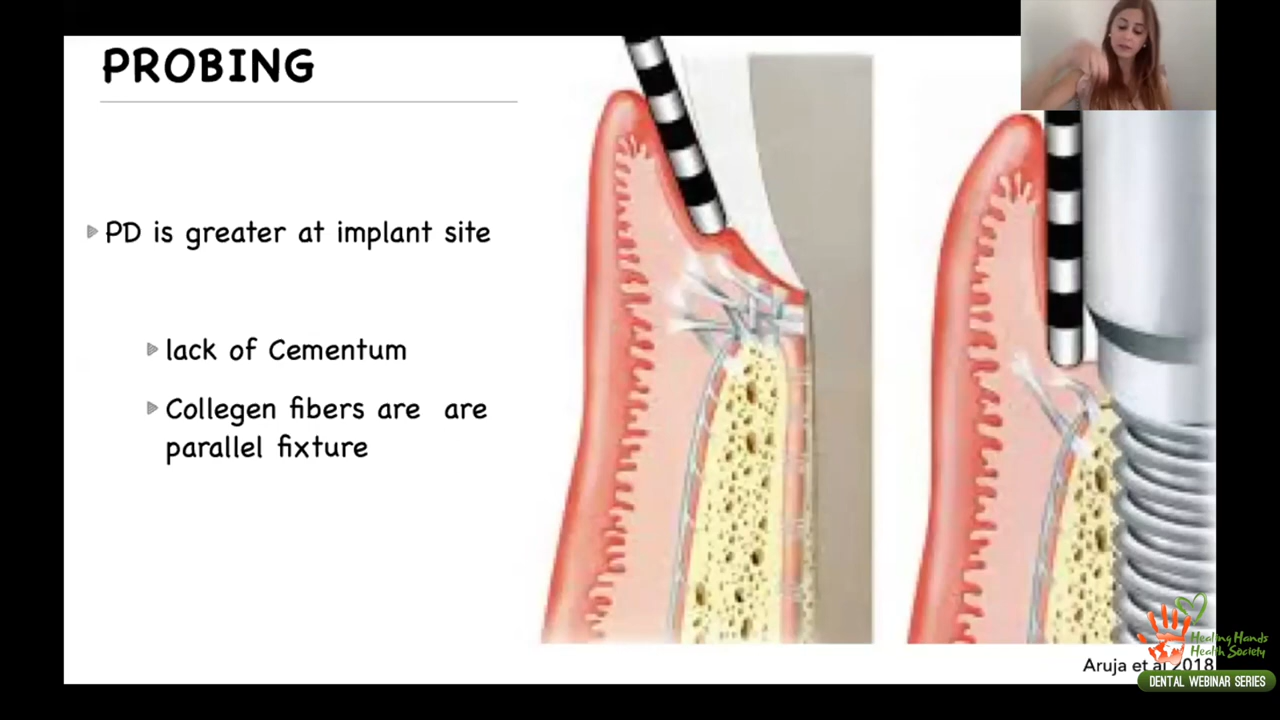 PROBING
PD is greater at implant site
lack of Cementum
Collegen fibers are are
parallel fixture
Aruja et al 2018
Healing Hands
Health Society
DENTAL WEBINAR SERIES